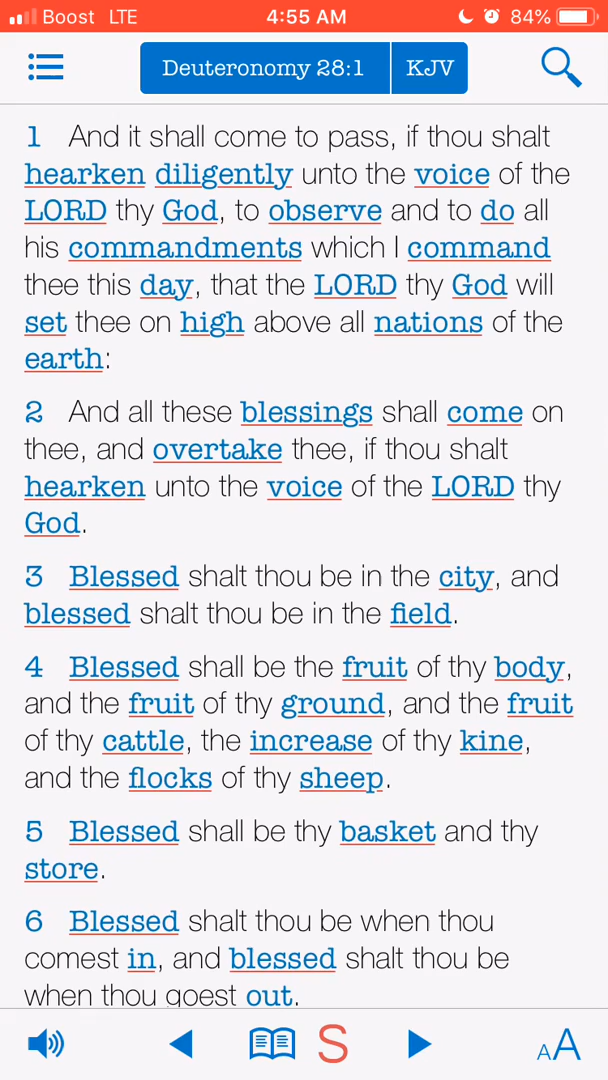 Boost LTE 4:55 AM 84%
Deuteronomy 28:1 KJV
1 And it shall come to pass, if thou shalt
hearken diligently unto the voice of the
LORD thy God, to observe and to do all
his commandments which I command
thee this day, that the LORD thy God will
set thee on high above all nations of the
earth:
2 And all these blessings shall come on
thee, and overtake thee, if thou shalt
hearken unto the voice of the LORD thy
God.
3 Blessed shalt thou be in the city, and
blessed shalt thou be in the field.
4 Blessed shall be the fruit of thy body,
and the fruit of thy ground, and the fruit
of thy cattle, the increase of thy kine,
and the flocks of thy sheep.
5 Blessed shall be thy basket and thy
store.
6 Blessed shalt thou be when thou
comest in, and blessed shalt thou be
when thou goest out.
S AA